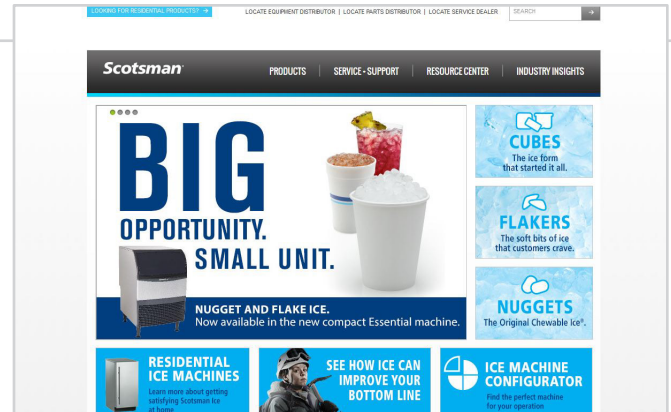 LOOKING FOR RESIDENTIAL PRODUCTS? →
LOCATE EQUIPMENT DISTRIBUTOR | LOCATE PARTS DISTRIBUTOR | LOCATE SERVICE DEALER
SEARCH
Scotsman
PRODUCTS | SERVICE + SUPPORT | RESOURCE CENTER | INDUSTRY INSIGHTS
BIG
OPPORTUNITY.
SMALL UNIT.
NUGGET AND FLAKE ICE.
Now available in the new compact Essential machine.
CUBES
The ice form
that started it all.
FLAKERS
The soft bits of ice
that customers crave.
NUGGETS
The Original Chewable Ice®.
RESIDENTIAL
ICE MACHINES
Learn more about getting
satisfying Scotsman Ice
at home
SEE HOW ICE CAN
IMPROVE YOUR
BOTTOM LINE
ICE MACHINE
CONFIGURATOR
Find the perfect machine
for your operation